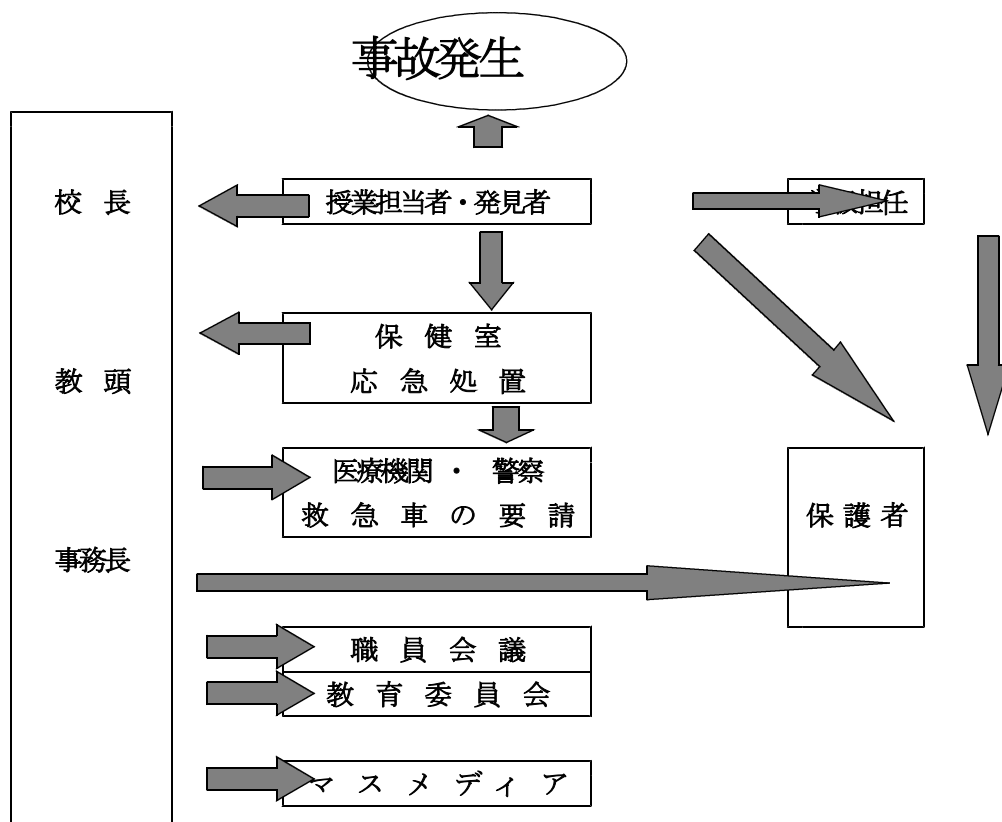 事故発生
校長
授業担当者・発見者
担任
保健室
応急処置
教頭
医療機関・警察
救急車の要請
保護者
事務長
職員会議
教育委員会
マスメディア